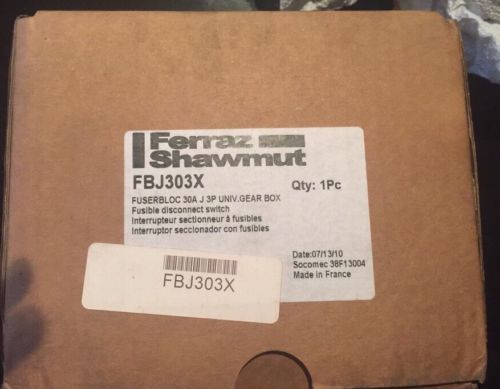 Ferraz
Shawmut
FBJ303X
Qty: 1Pc
FUSERBLOC 30A J 3P UNIV.GEAR BOX
Fusible disconnect switch
Interrupteur sectionneur à fusibles
Interruptor seccionador con fusibles
Date:07/13/10
Socomec 38F13004
Made in France
FBJ303X